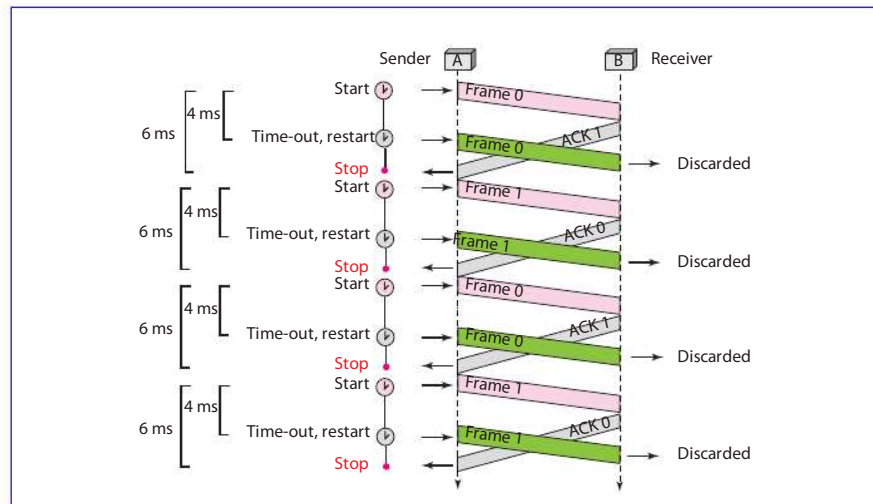 Sender A B Receiver
Start Frame 0
4 ms
6 ms Time-out, restart Frame 0 ACK 1
Stop Discarded
Start Frame 1
4 ms
6 ms Time-out, restart Frame 1 ACK 0
Stop Discarded
Start Frame 0
4 ms
6 ms Time-out, restart Frame 0 ACK 1
Stop Discarded
Start Frame 1
4 ms
6 ms Time-out, restart Frame 1 ACK 0
Stop Discarded